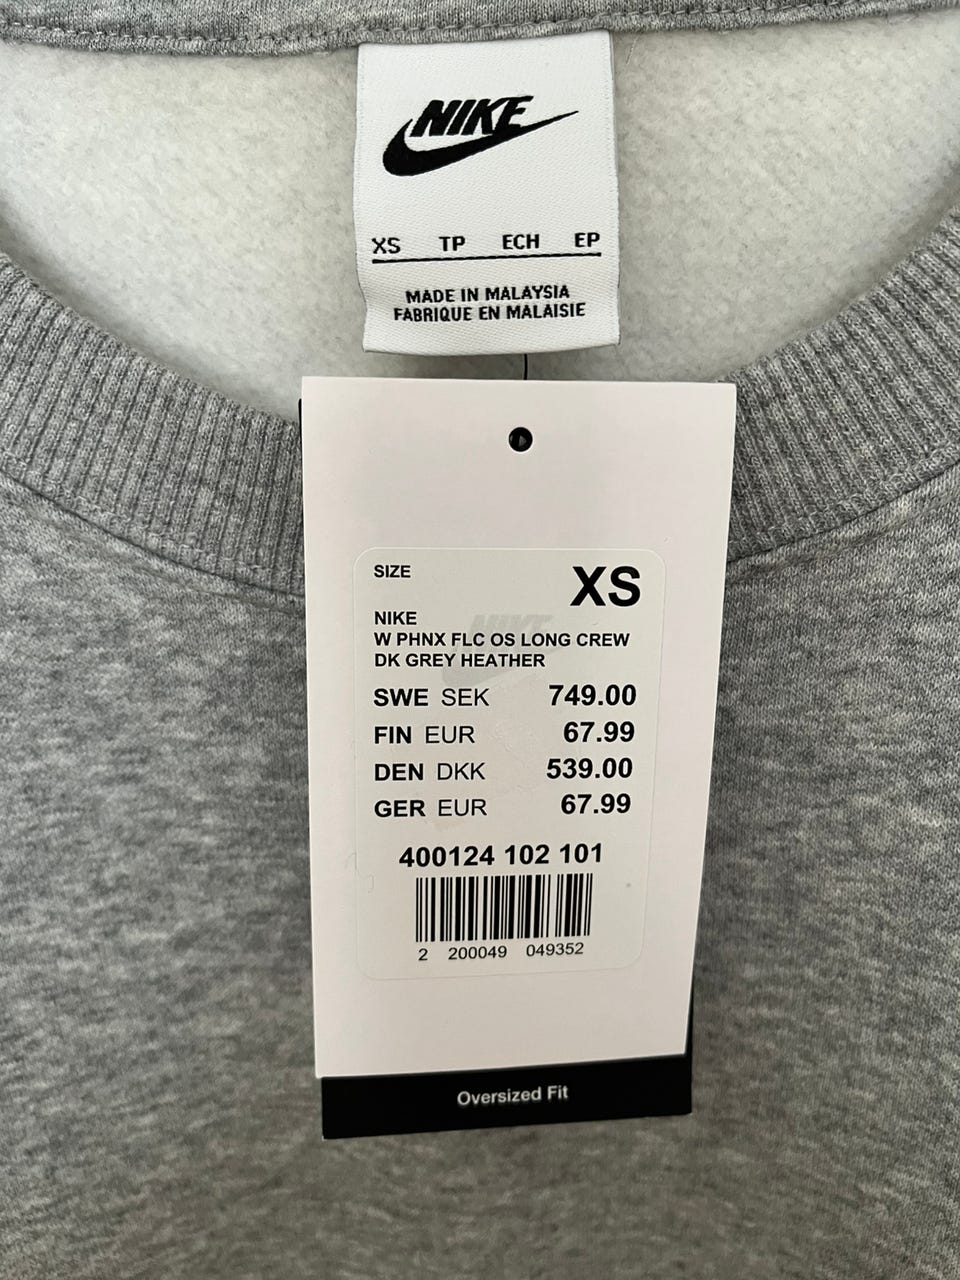 NIKE
XS TP ECH EP
MADE IN MALAYSIA
FABRIQUE EN MALAISIE
SIZE XS
NIKE
W PHNX FLC OS LONG CREW
DK GREY HEATHER
SWE SEK 749.00
FIN EUR 67.99
DEN DKK 539.00
GER EUR 67.99
400124 102 101
2 200049 049352
Oversized Fit